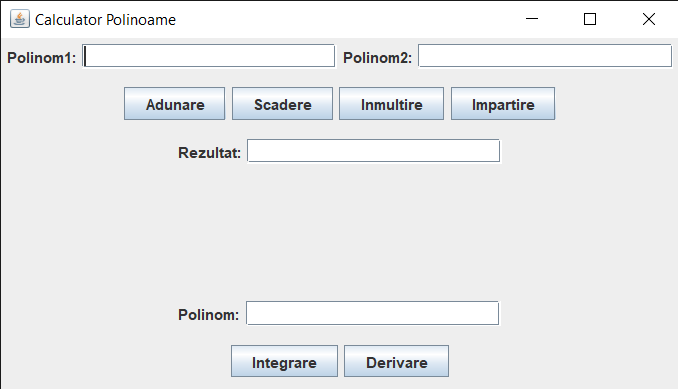 Calculator Polinoame
Polinom1: Polinom2:
Adunare Scadere Inmultire Impartire
Rezultat:
Polinom:
Integrare Derivare